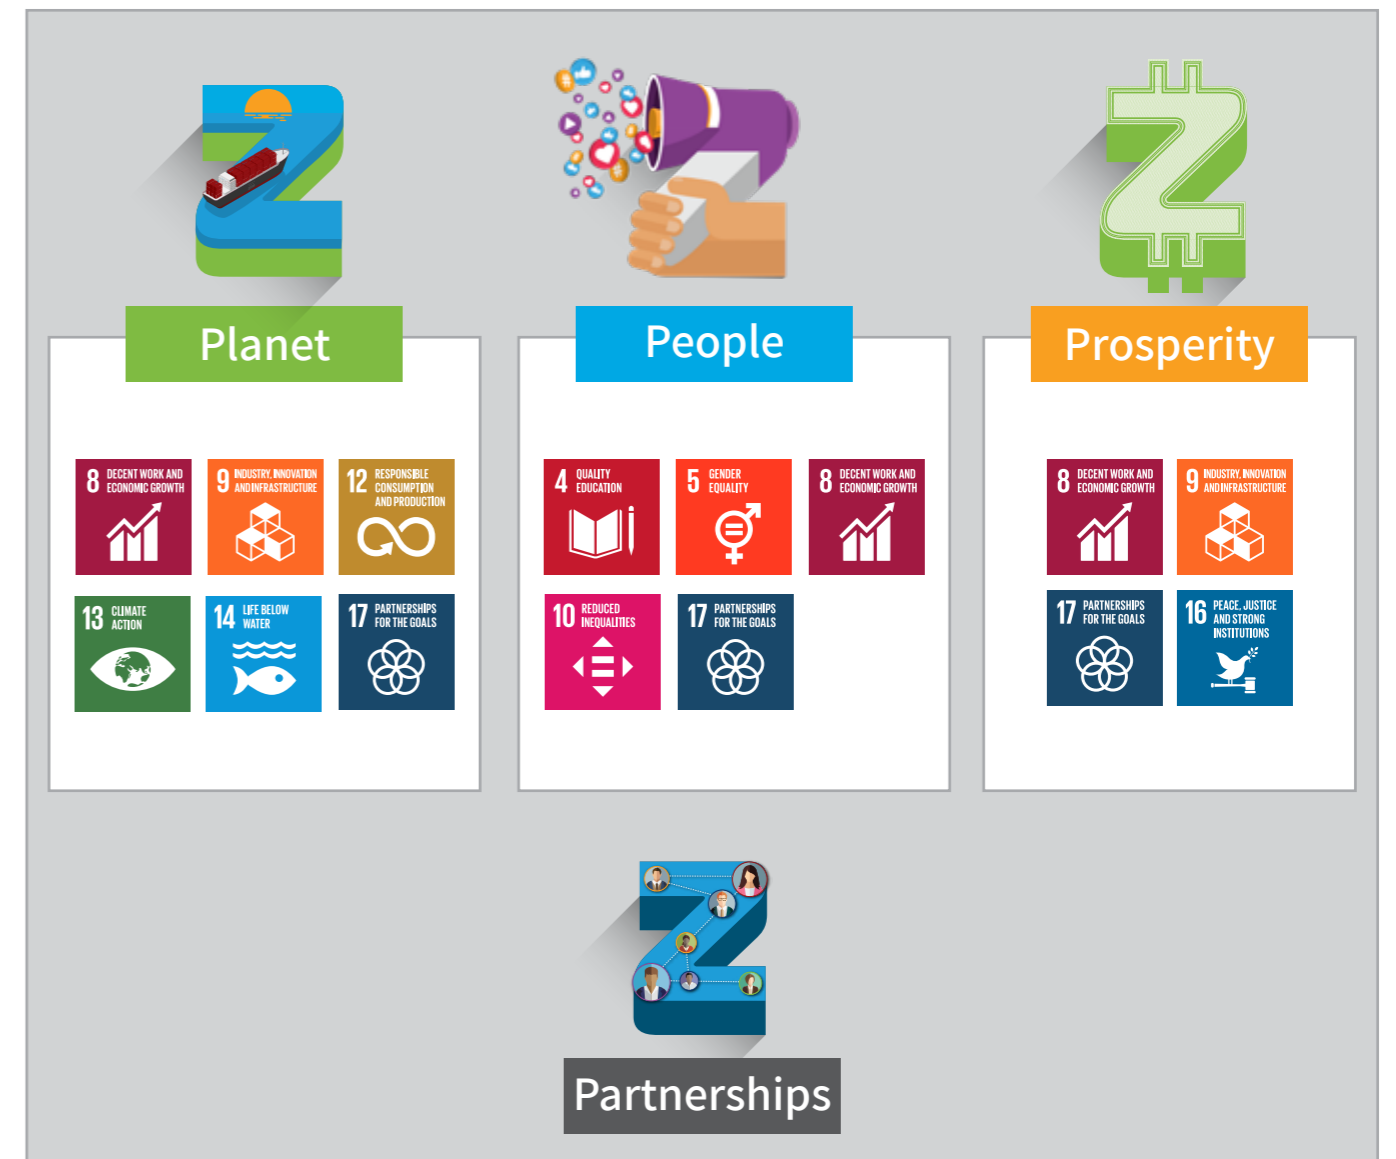 Planet
People
Prosperity
8 DECENT WORK AND
ECONOMIC GROWTH
9 INDUSTRY, INNOVATION
AND INFRASTRUCTURE
12 RESPONSIBLE
CONSUMPTION
AND PRODUCTION
13 CLIMATE
ACTION
14 LIFE BELOW
WATER
17 PARTNERSHIPS
FOR THE GOALS
4 QUALITY
EDUCATION
5 GENDER
EQUALITY
8 DECENT WORK AND
ECONOMIC GROWTH
10 REDUCED
INEQUALITIES
17 PARTNERSHIPS
FOR THE GOALS
8 DECENT WORK AND
ECONOMIC GROWTH
9 INDUSTRY, INNOVATION
AND INFRASTRUCTURE
17 PARTNERSHIPS
FOR THE GOALS
16 PEACE, JUSTICE
AND STRONG
INSTITUTIONS
Partnerships